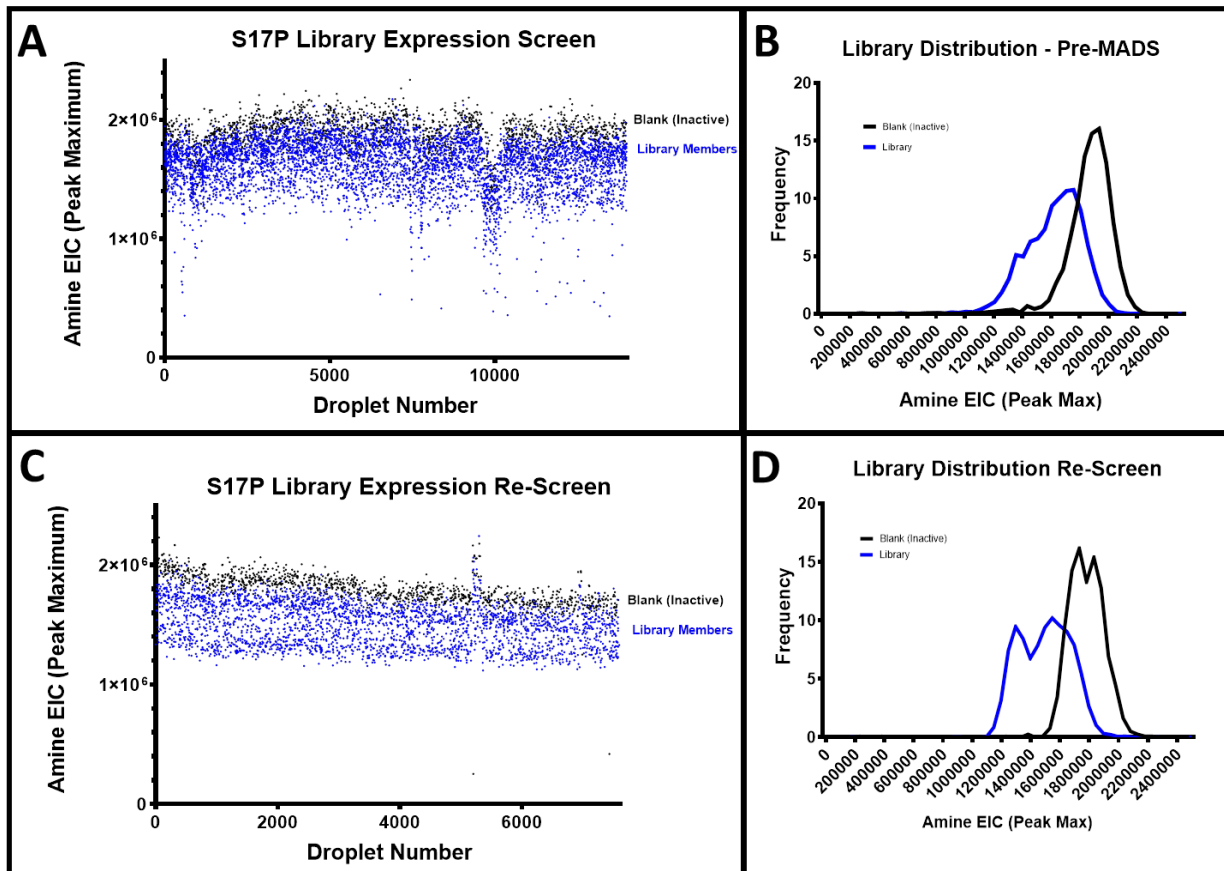 A
S17P Library Expression Screen
Amine EIC (Peak Maximum)
2×10⁶
1×10⁶
0
Blank (Inactive)
Library Members
0 5000 10000
Droplet Number
B
Library Distribution - Pre-MADS
Frequency
20
15
10
5
0
Blank (Inactive)
Library
0 200000 400000 600000 800000 1000000 1200000 1400000 1600000 1800000 2000000 2200000 2400000
Amine EIC (Peak Max)
C
S17P Library Expression Re-Screen
Amine EIC (Peak Maximum)
2×10⁶
1×10⁶
0
Blank (Inactive)
Library Members
0 2000 4000 6000
Droplet Number
D
Library Distribution Re-Screen
Frequency
20
15
10
5
0
Blank (Inactive)
Library
0 200000 400000 600000 800000 1000000 1200000 1400000 1600000 1800000 2000000 2200000 2400000
Amine EIC (Peak Max)